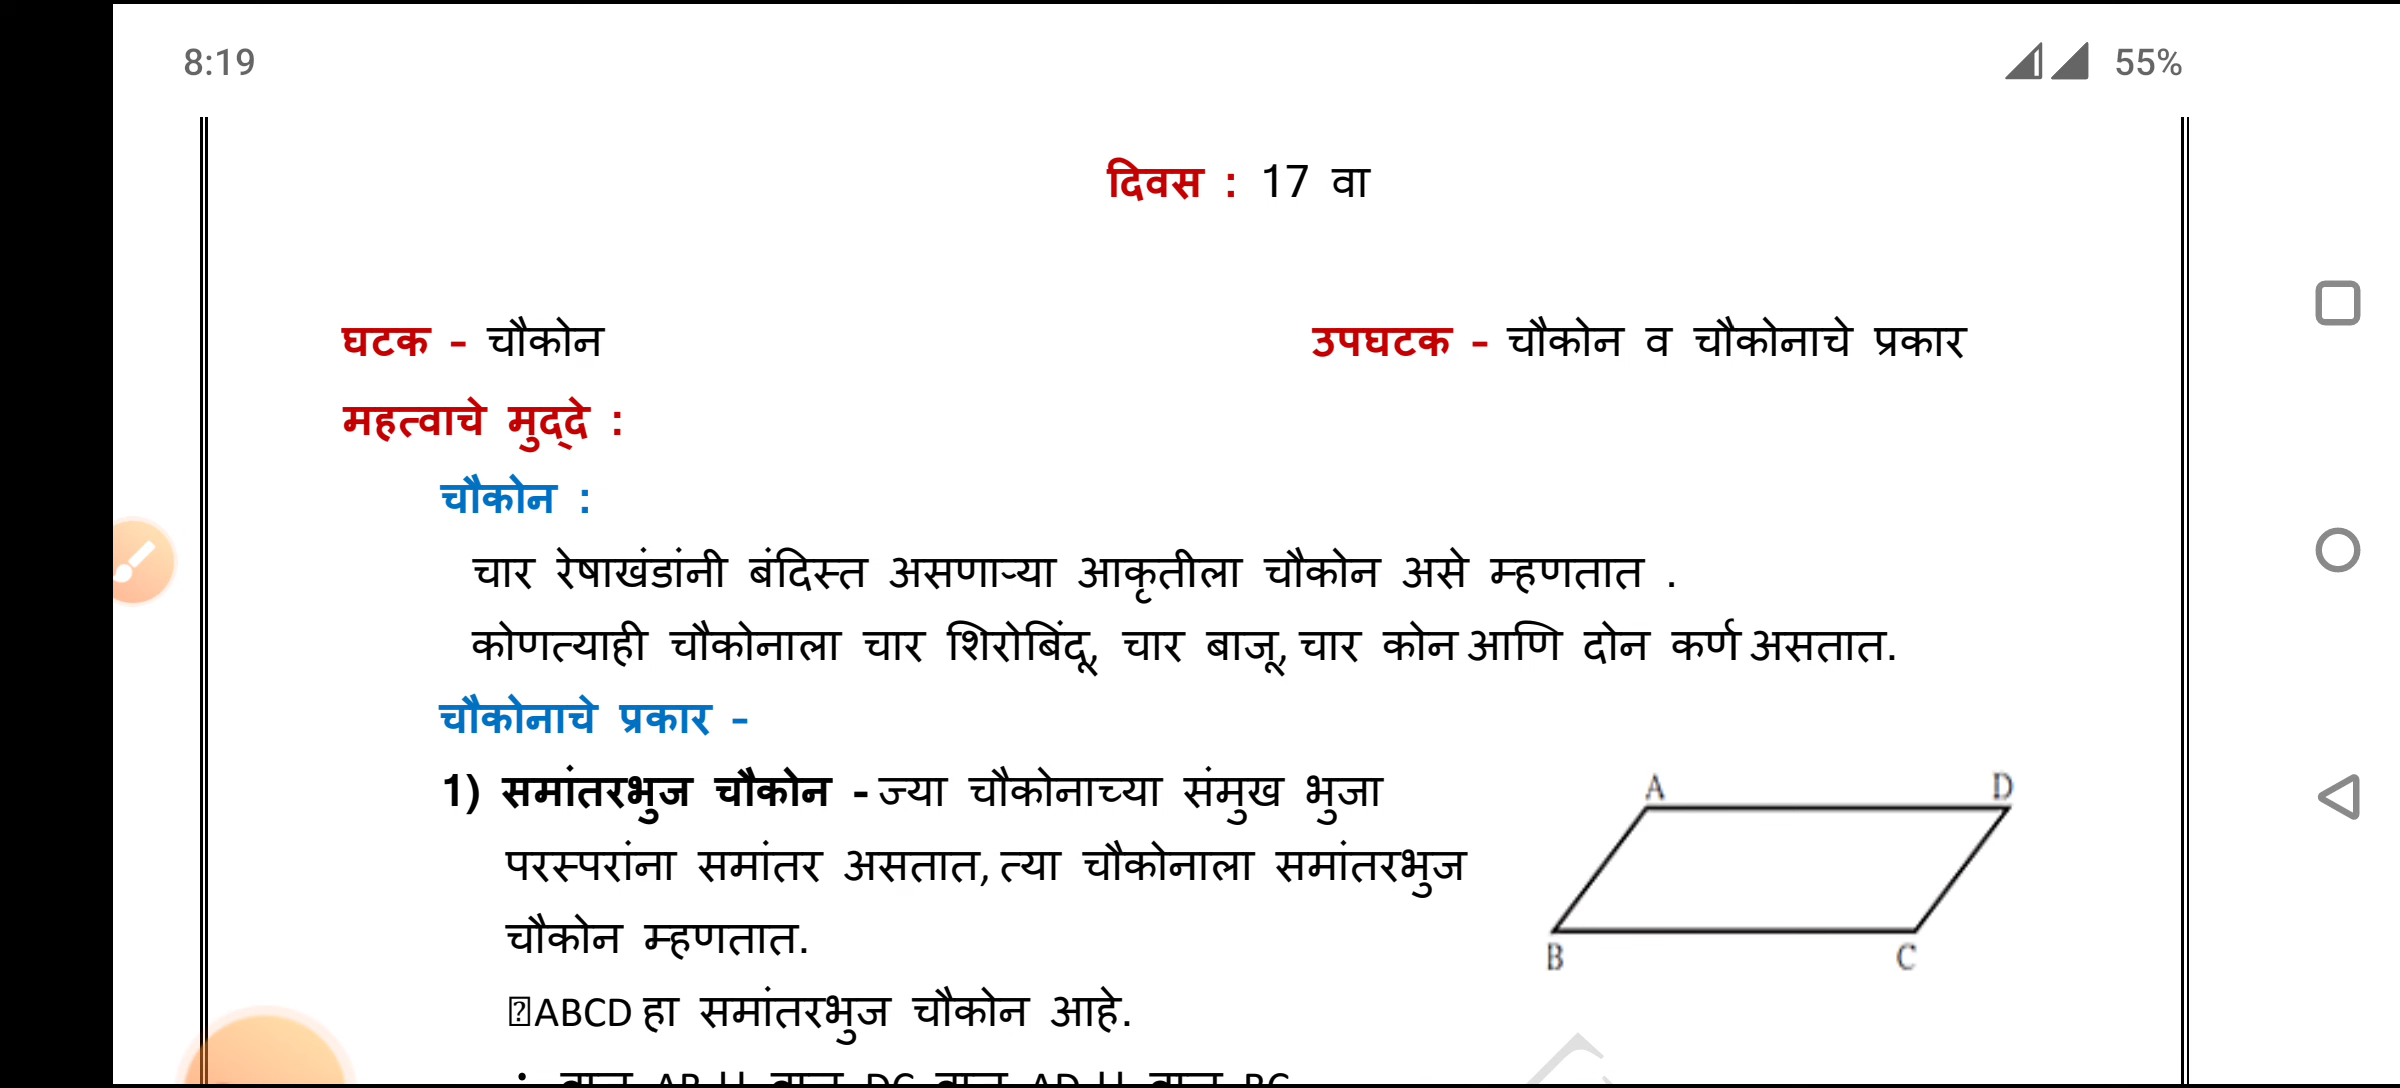 8:19 55%
दिवस : 17 वा
घटक - चौकोन उपघटक - चौकोन व चौकोनाचे प्रकार
महत्वाचे मुद्दे :
चौकोन :
चार रेषाखंडांनी बंदिस्त असणाऱ्या आकृतीला चौकोन असे म्हणतात .
कोणत्याही चौकोनाला चार शिरोबिंदू, चार बाजू, चार कोन आणि दोन कर्ण असतात.
चौकोनाचे प्रकार -
1) समांतरभुज चौकोन - ज्या चौकोनाच्या संमुख भुजा
परस्परांना समांतर असतात, त्या चौकोनाला समांतरभुज
चौकोन म्हणतात.
A D
B C
ABCD हा समांतरभुज चौकोन आहे.